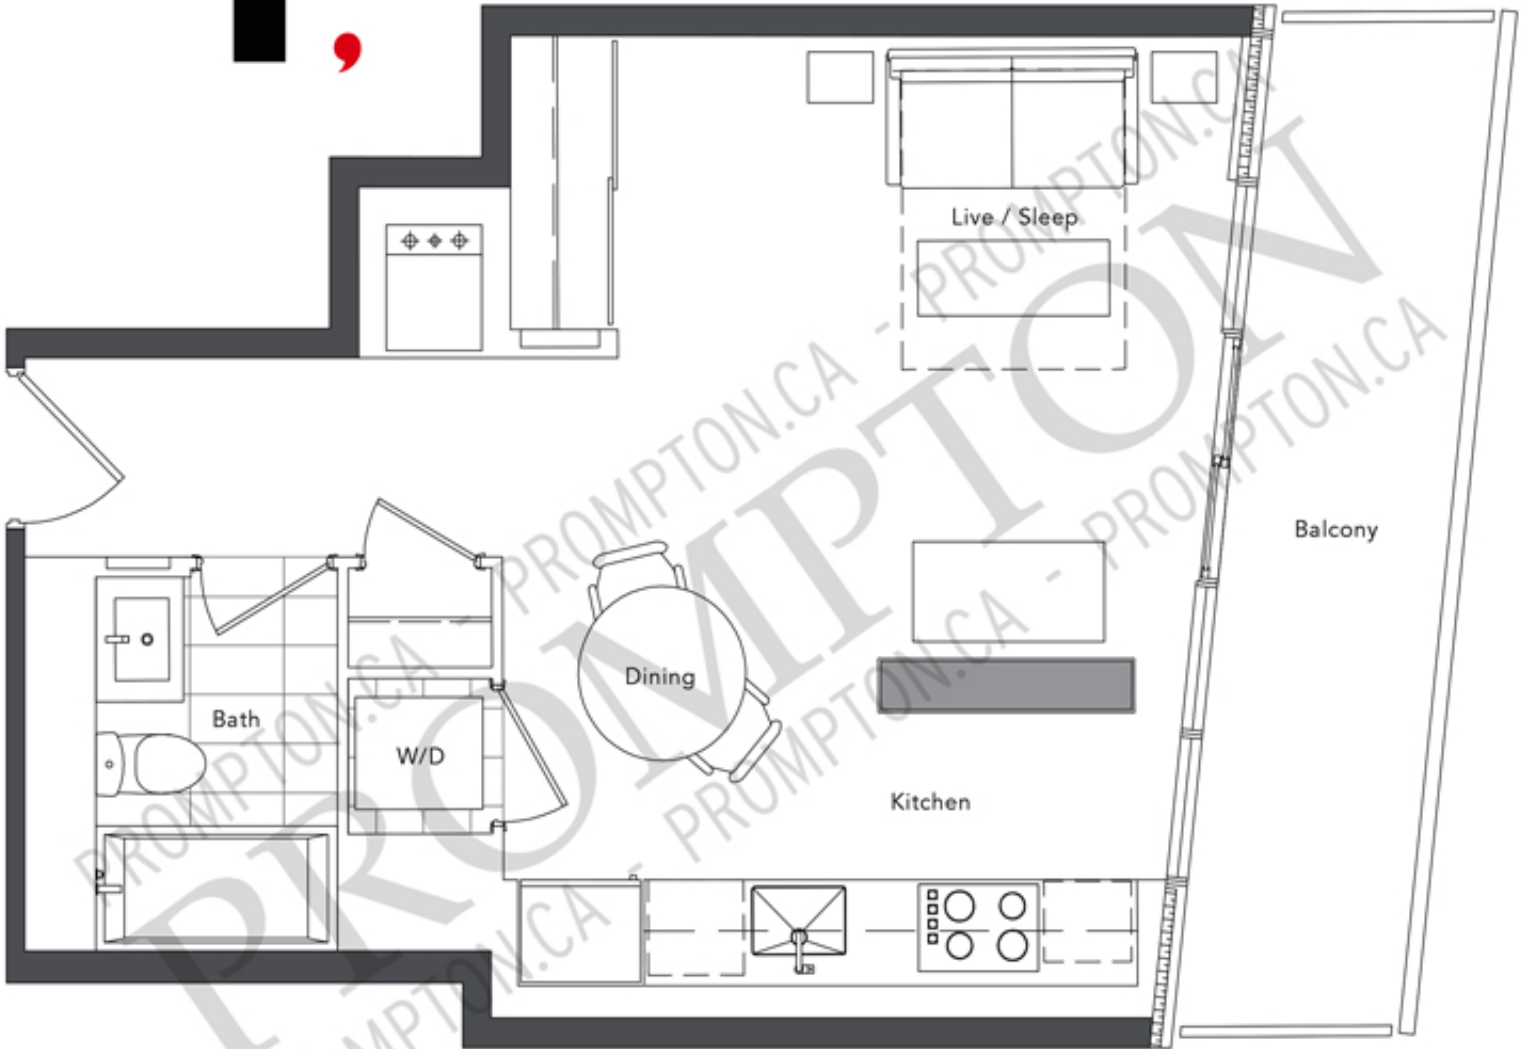 Live / Sleep
Balcony
Dining
Bath
W/D
Kitchen
PROMPTON.CA - PROMPTON.CA - PROMPTON.CA
PROMPTON
PROMPTON.CA - PROMPTON.CA - PROMPTON.CA